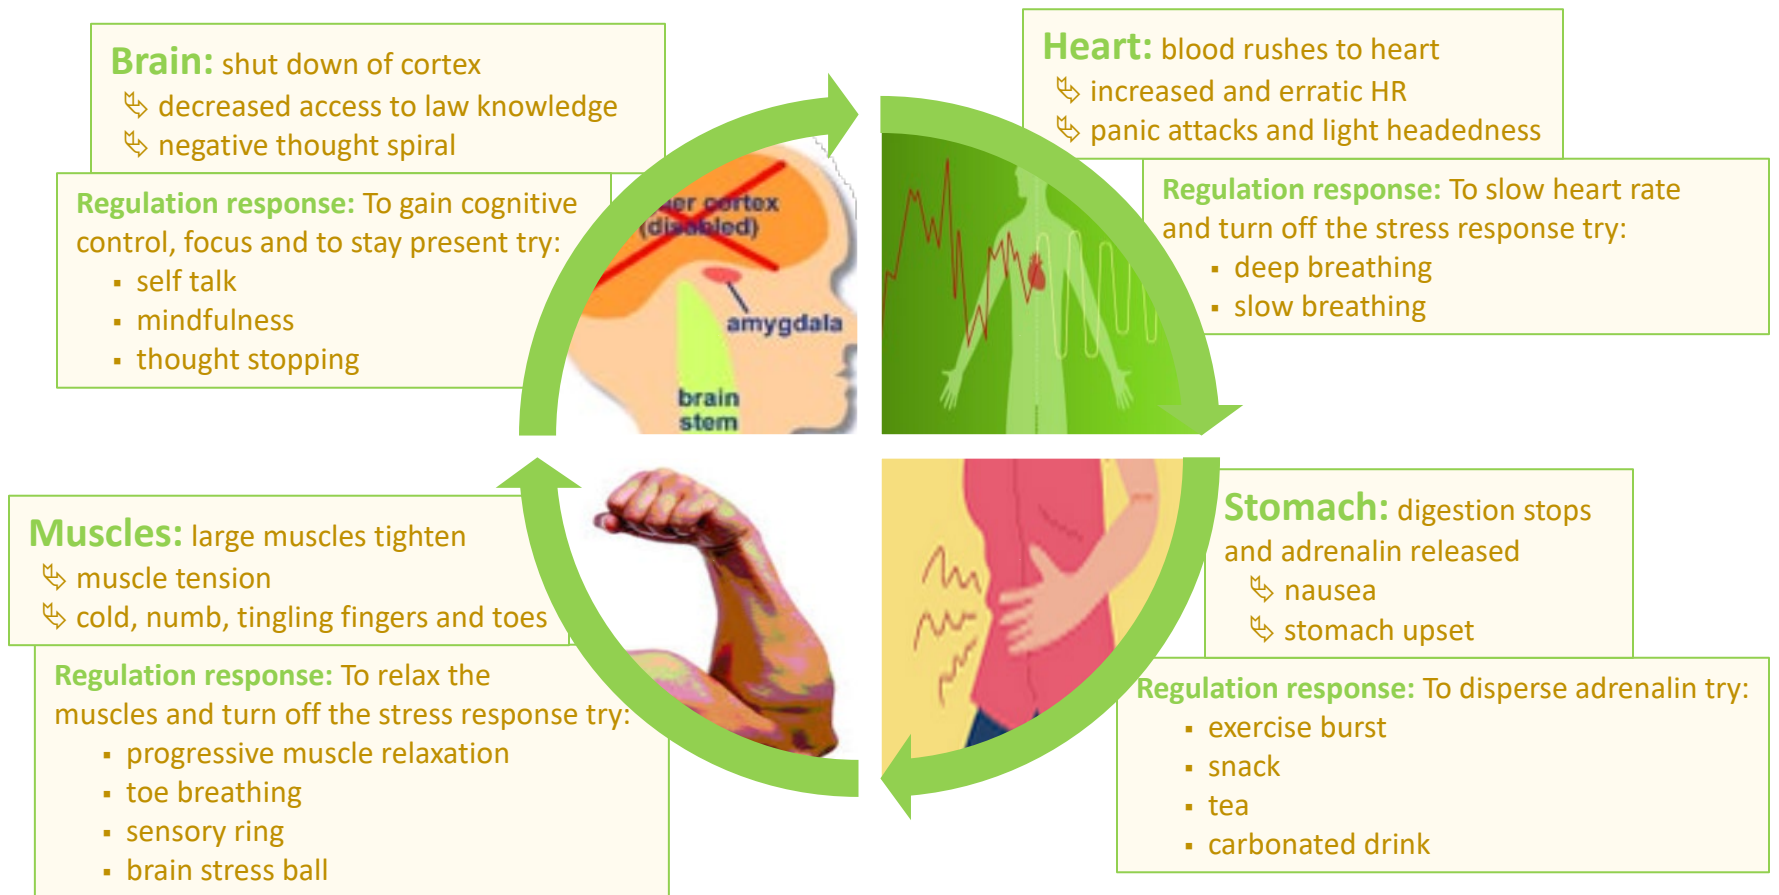 Brain: shut down of cortex
decreased access to law knowledge
negative thought spiral
Regulation response: To gain cognitive
control, focus and to stay present try:
▪ self talk
▪ mindfulness
▪ thought stopping
Heart: blood rushes to heart
increased and erratic HR
panic attacks and light headedness
Regulation response: To slow heart rate
and turn off the stress response try:
▪ deep breathing
▪ slow breathing
cortex
(disabled)
amygdala
brain
stem
Muscles: large muscles tighten
muscle tension
cold, numb, tingling fingers and toes
Regulation response: To relax the
muscles and turn off the stress response try:
▪ progressive muscle relaxation
▪ toe breathing
▪ sensory ring
▪ brain stress ball
Stomach: digestion stops
and adrenalin released
nausea
stomach upset
Regulation response: To disperse adrenalin try:
▪ exercise burst
▪ snack
▪ tea
▪ carbonated drink